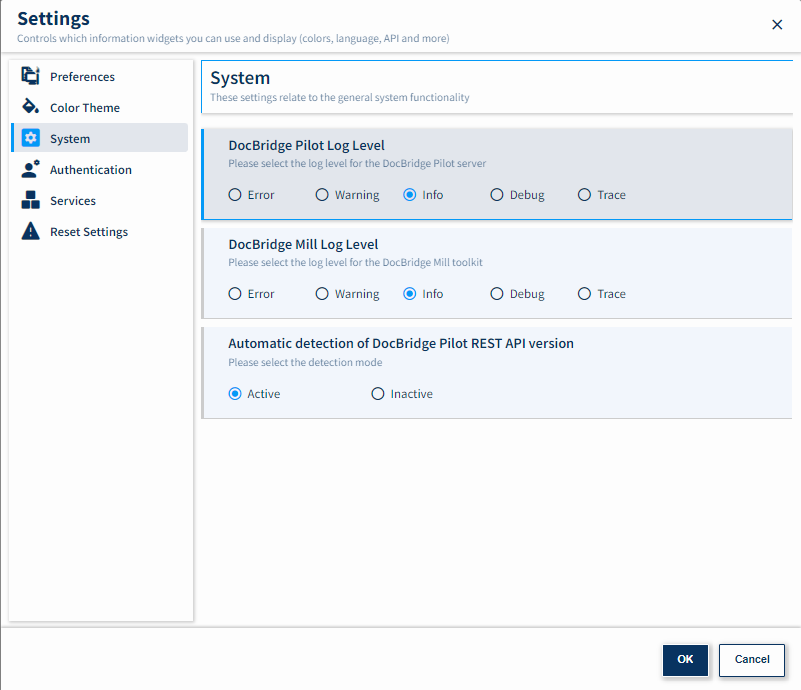 Settings
Controls which information widgets you can use and display (colors, language, API and more)
Preferences
Color Theme
System
Authentication
Services
Reset Settings
System
These settings relate to the general system functionality
DocBridge Pilot Log Level
Please select the log level for the DocBridge Pilot server
Error Warning Info Debug Trace
DocBridge Mill Log Level
Please select the log level for the DocBridge Mill toolkit
Error Warning Info Debug Trace
Automatic detection of DocBridge Pilot REST API version
Please select the detection mode
Active Inactive
OK Cancel